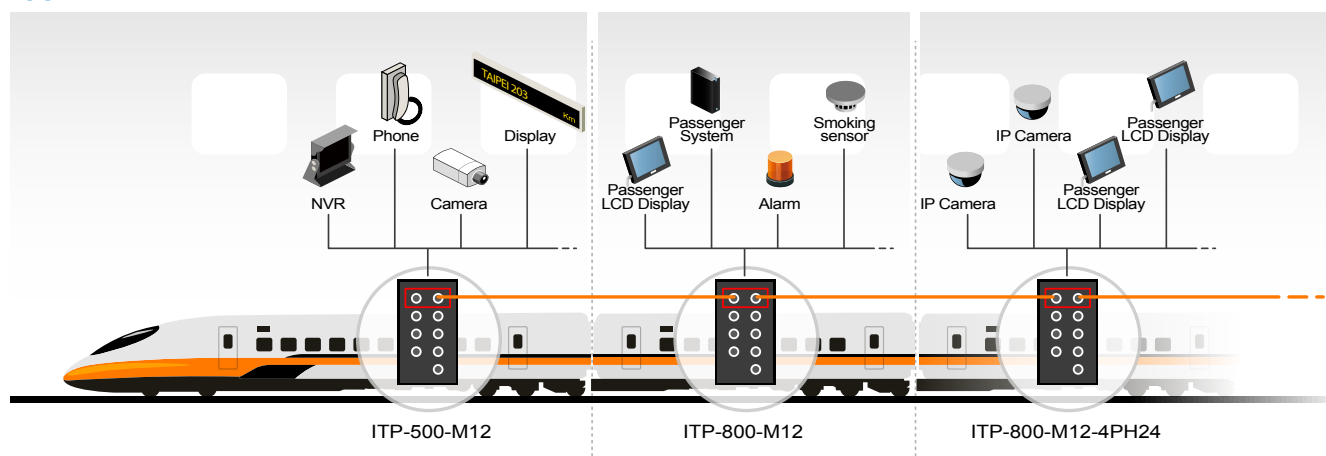 TAIPEI 203
Km
Phone
Display
NVR
Camera
Passenger
System
Smoking
sensor
Passenger
LCD Display
Alarm
IP Camera
Passenger
LCD Display
IP Camera
Passenger
LCD Display
ITP-500-M12
ITP-800-M12
ITP-800-M12-4PH24